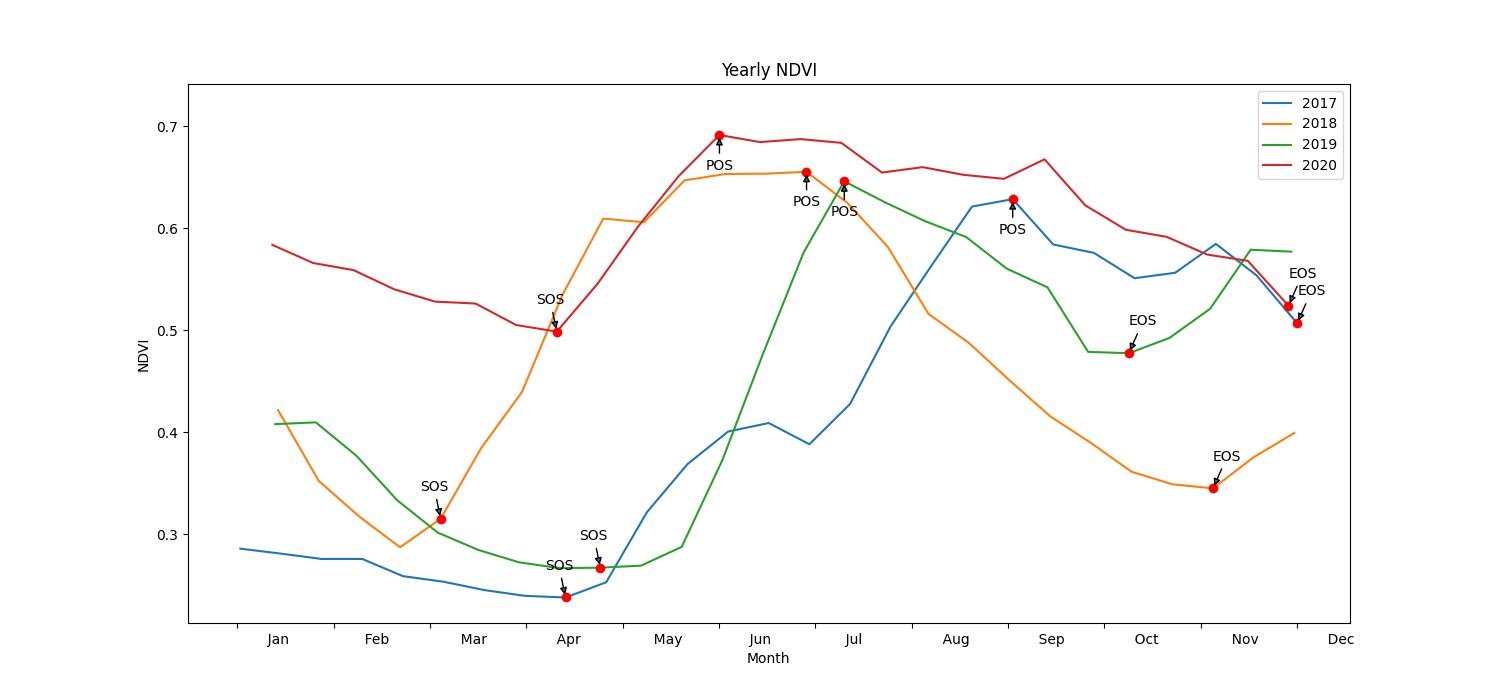 Yearly NDVI
2017
2018
2019
2020
0.7
0.6
0.5
0.4
0.3
NDVI
POS
POS
POS
POS
SOS
EOS
EOS
EOS
SOS
EOS
SOS
SOS
Jan Feb Mar Apr May Jun Jul Aug Sep Oct Nov Dec
Month